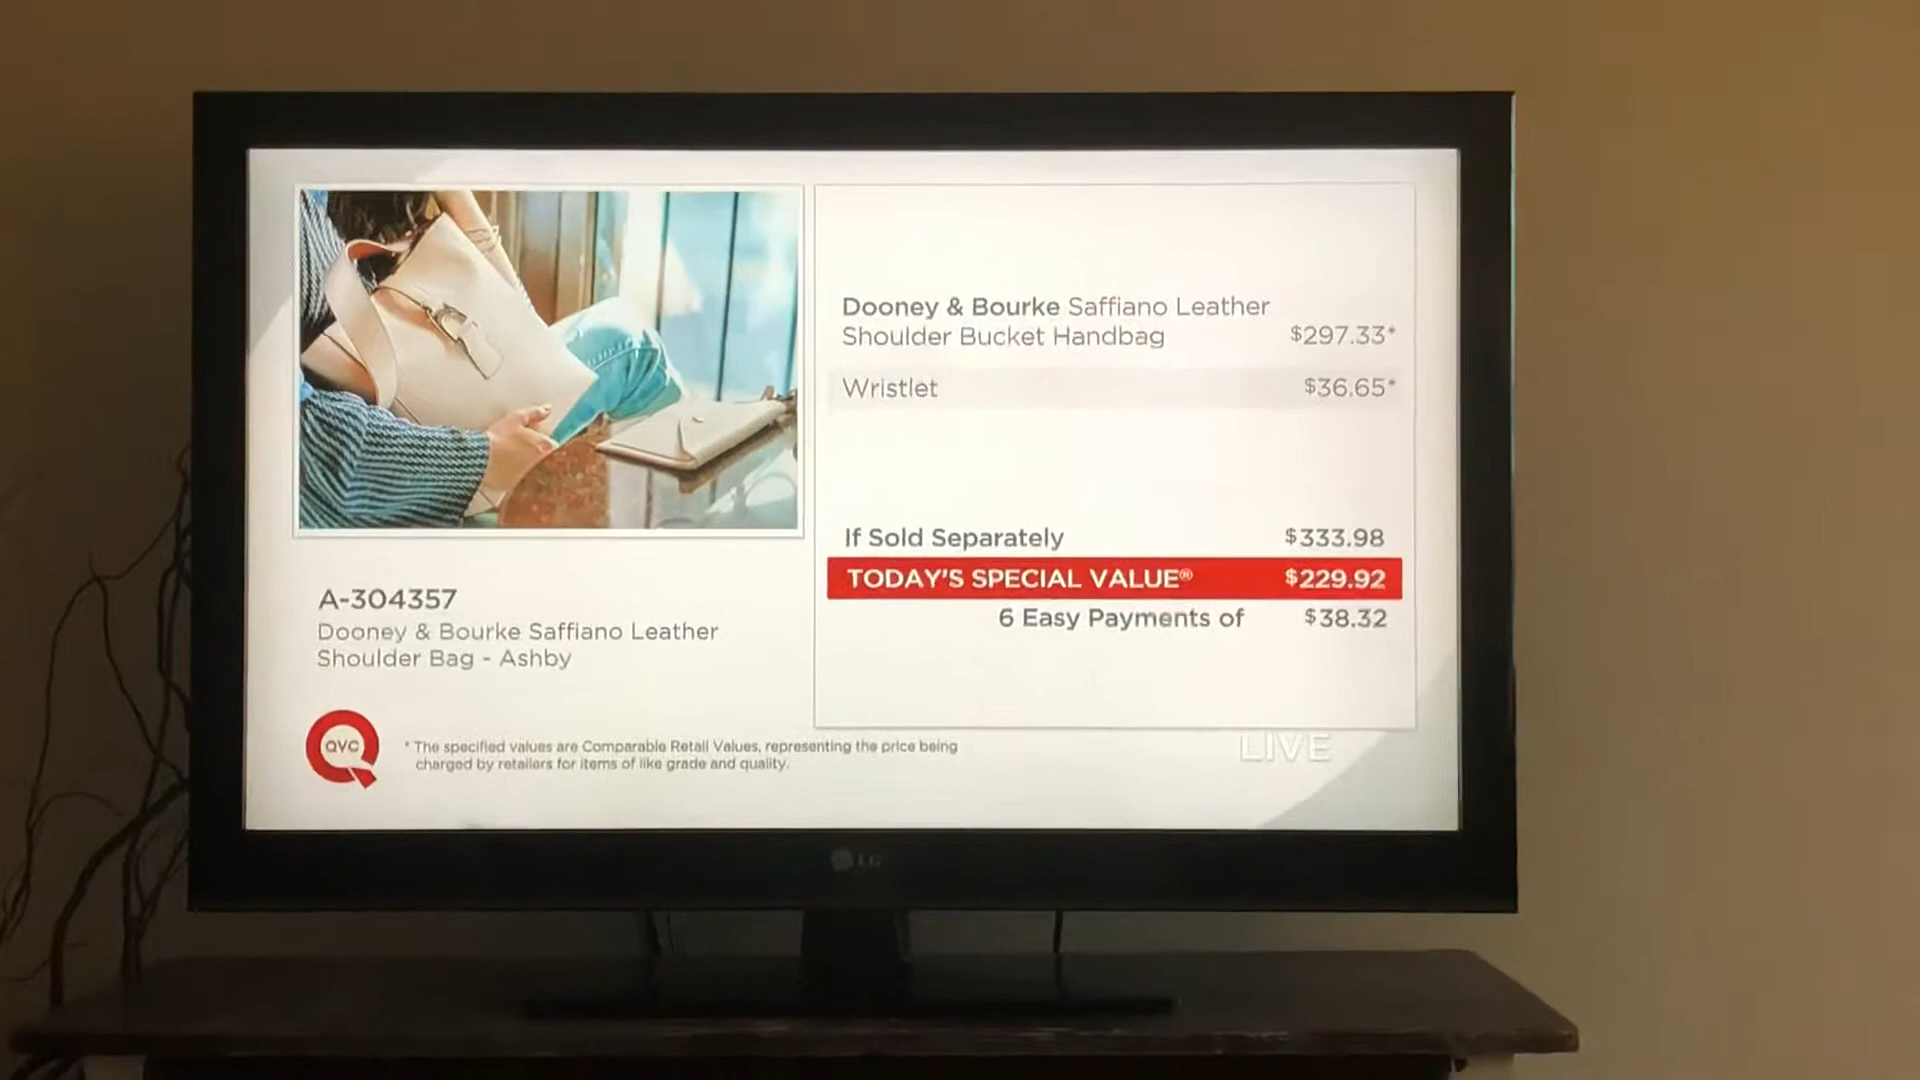 Dooney & Bourke Saffiano Leather
Shoulder Bucket Handbag $297.33*
Wristlet $36.65*
If Sold Separately $333.98
TODAY'S SPECIAL VALUE® $229.92
6 Easy Payments of $38.32
A-304357
Dooney & Bourke Saffiano Leather
Shoulder Bag - Ashby
QVC
* The specified values are Comparable Retail Values, representing the price being
charged by retailers for items of like grade and quality.
LIVE
LG